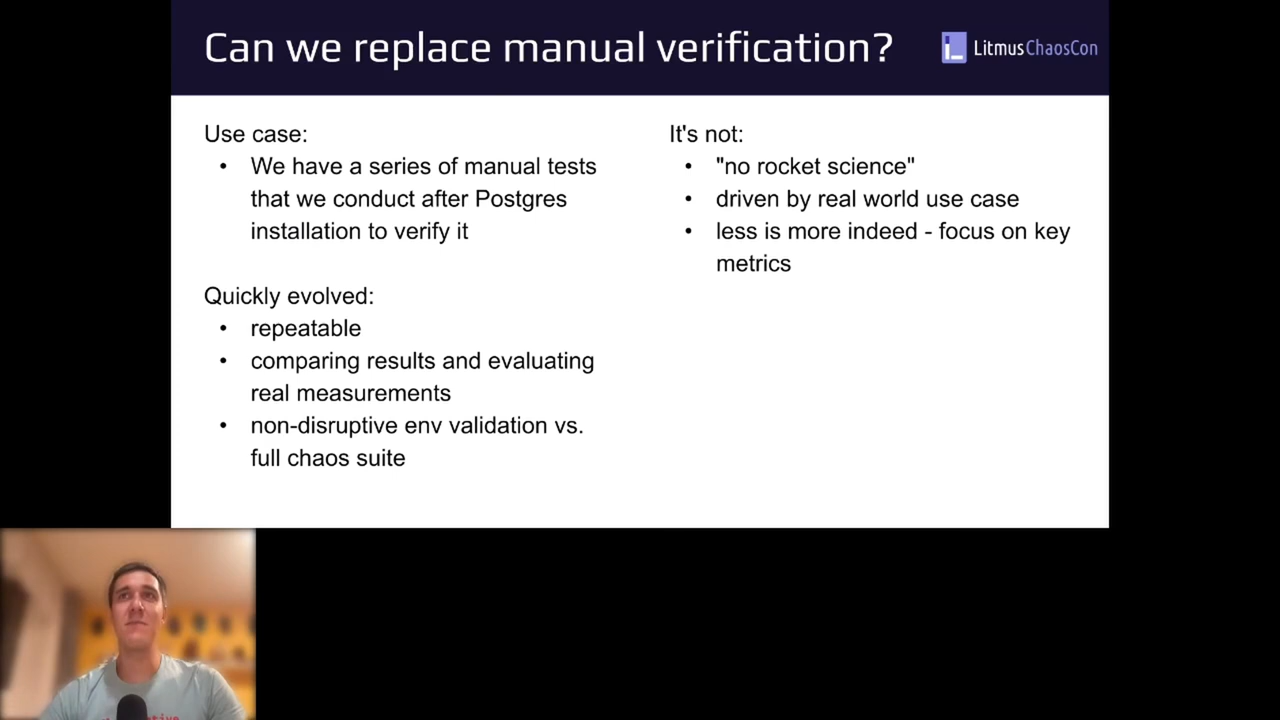 Can we replace manual verification?
LitmusChaosCon
Use case:
• We have a series of manual tests
that we conduct after Postgres
installation to verify it
Quickly evolved:
• repeatable
• comparing results and evaluating
real measurements
• non-disruptive env validation vs.
full chaos suite
It's not:
• "no rocket science"
• driven by real world use case
• less is more indeed - focus on key
metrics